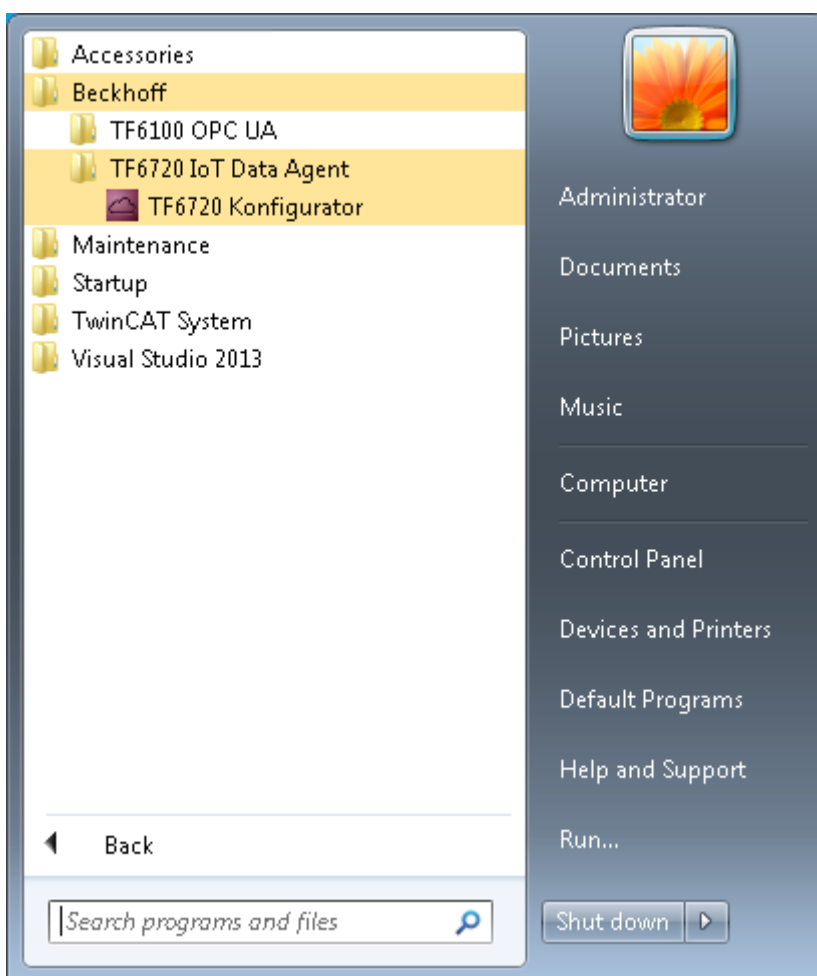 Accessories
Beckhoff
TF6100 OPC UA
TF6720 IoT Data Agent
TF6720 Konfigurator
Maintenance
Startup
TwinCAT System
Visual Studio 2013
Back
Search programs and files
Administrator
Documents
Pictures
Music
Computer
Control Panel
Devices and Printers
Default Programs
Help and Support
Run...
Shut down